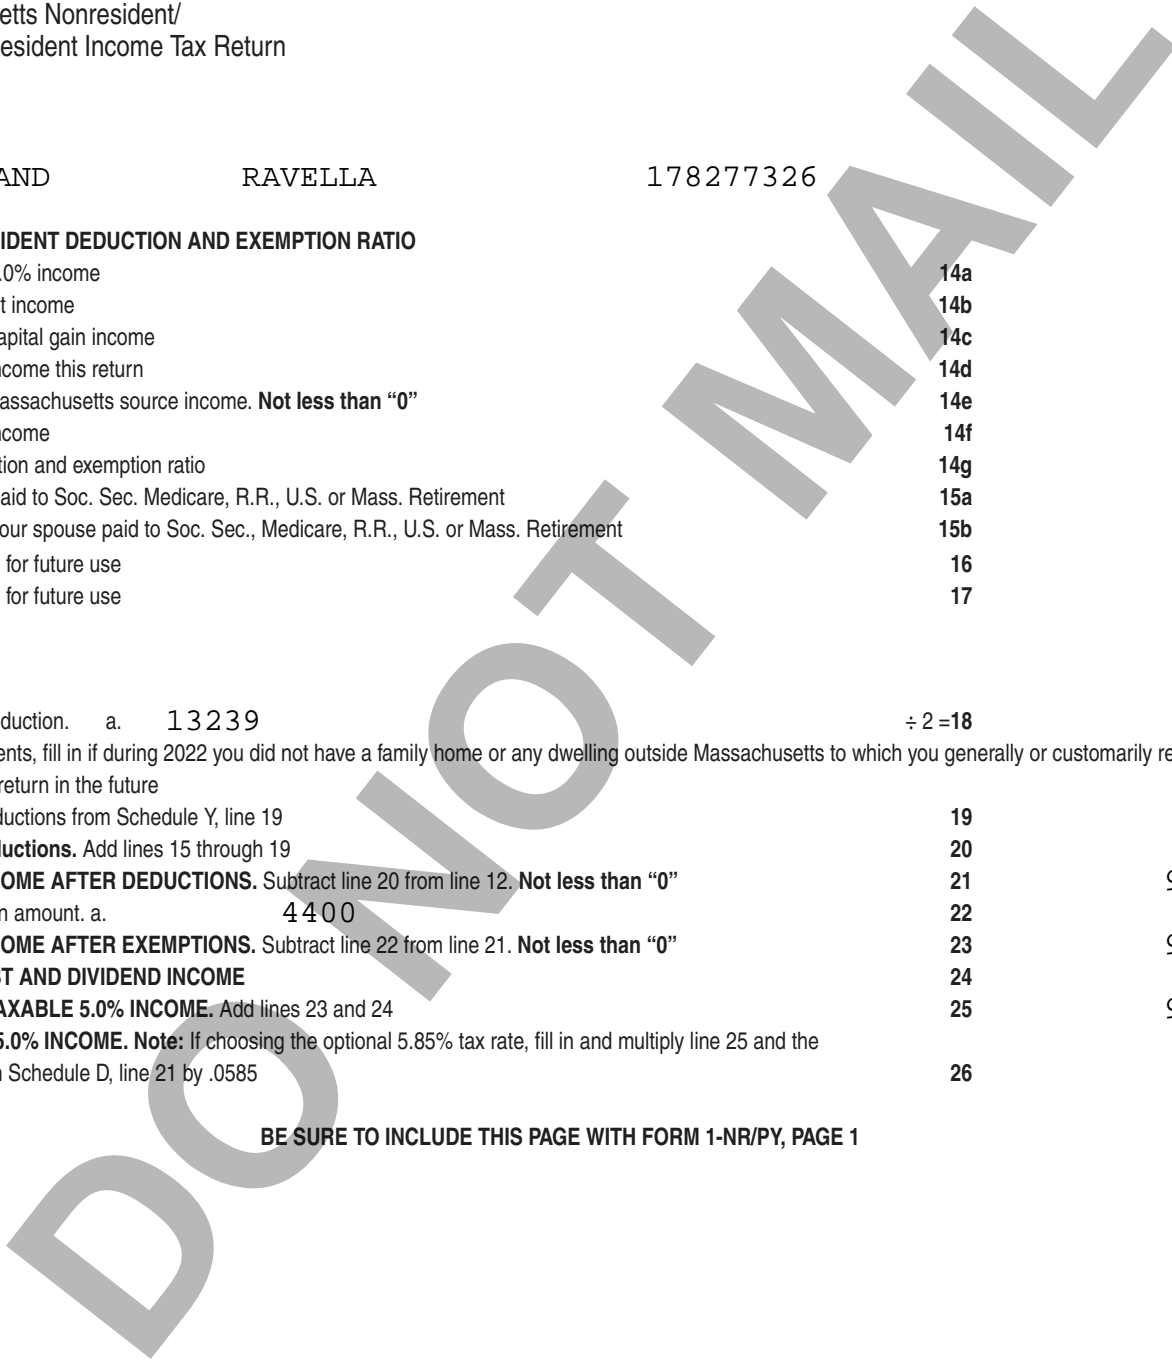 etts Nonresident/
esident Income Tax Return
AND RAVELLA 178277326
IDENT DEDUCTION AND EXEMPTION RATIO
.0% income 14a
t income 14b
apital gain income 14c
ncome this return 14d
assachusetts source income. Not less than “0” 14e
ncome 14f
tion and exemption ratio 14g
aid to Soc. Sec. Medicare, R.R., U.S. or Mass. Retirement 15a
our spouse paid to Soc. Sec., Medicare, R.R., U.S. or Mass. Retirement 15b
for future use 16
for future use 17
duction. a. 13239 ÷ 2 =18
ents, fill in if during 2022 you did not have a family home or any dwelling outside Massachusetts to which you generally or customarily re
return in the future
ductions from Schedule Y, line 19 19
ductions. Add lines 15 through 19 20
OME AFTER DEDUCTIONS. Subtract line 20 from line 12. Not less than “0” 21
n amount. a. 4400 22
OME AFTER EXEMPTIONS. Subtract line 22 from line 21. Not less than “0” 23
ST AND DIVIDEND INCOME 24
AXABLE 5.0% INCOME. Add lines 23 and 24 25
5.0% INCOME. Note: If choosing the optional 5.85% tax rate, fill in and multiply line 25 and the
n Schedule D, line 21 by .0585 26
BE SURE TO INCLUDE THIS PAGE WITH FORM 1-NR/PY, PAGE 1
DO NOT MAIL